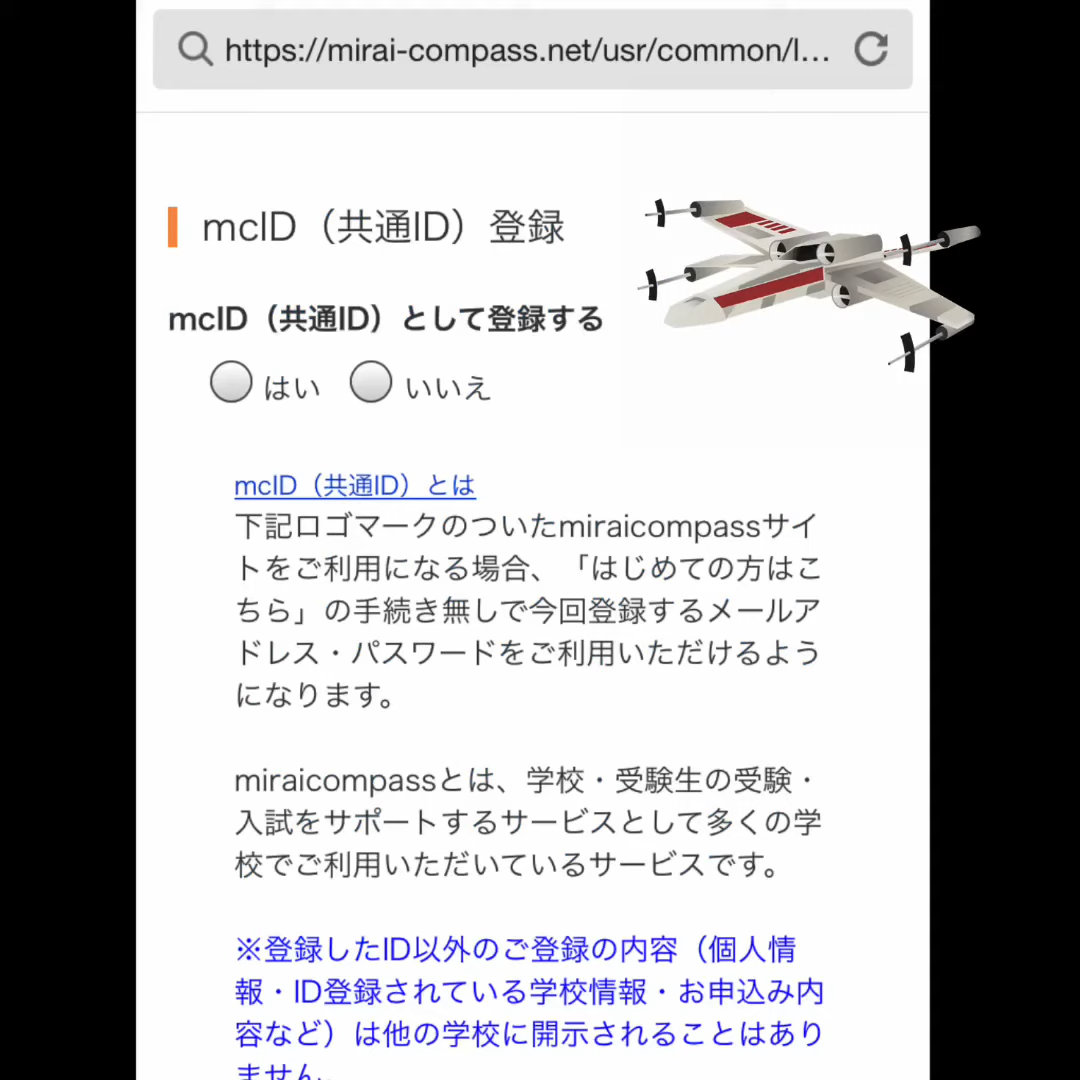 https://mirai-compass.net/usr/common/l...
mcID（共通ID）登録
mcID（共通ID）として登録する
はい いいえ
mcID（共通ID）とは
下記ロゴマークのついたmiraicompassサイ
トをご利用になる場合、「はじめての方はこ
ちら」の手続き無しで今回登録するメールア
ドレス・パスワードをご利用いただけるよう
になります。
miraicompassとは、学校・受験生の受験・
入試をサポートするサービスとして多くの学
校でご利用いただいているサービスです。
※登録したID以外のご登録の内容（個人情
報・ID登録されている学校情報・お申込み内
容など）は他の学校に開示されることはあり
ません。